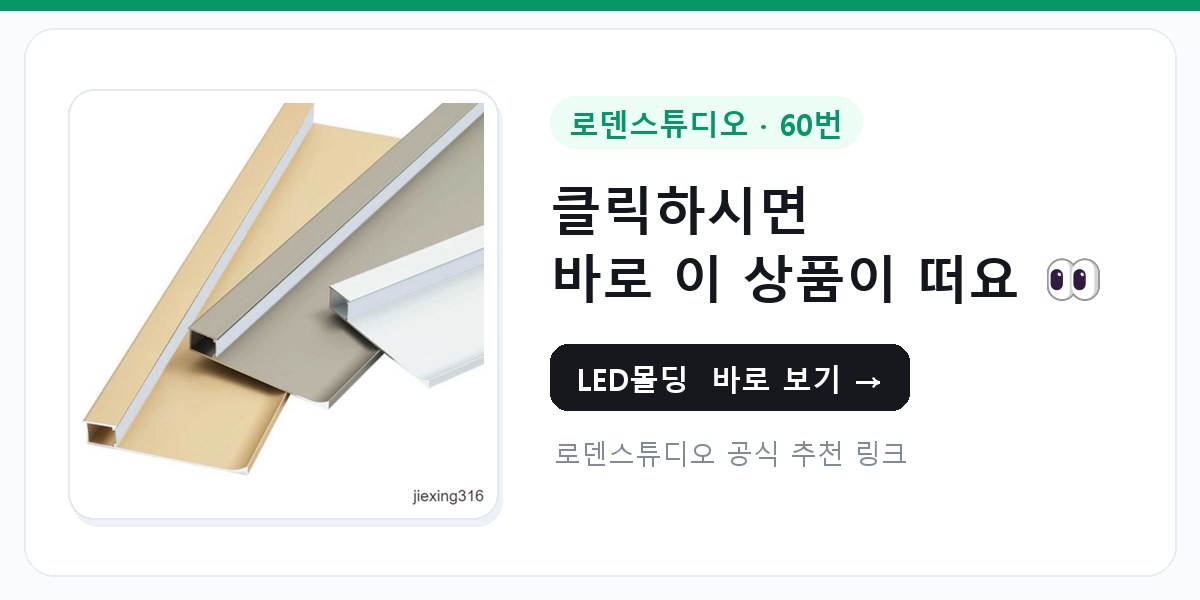 로덴스튜디오 · 60번
클릭하시면
바로 이 상품이 떠요 👀
LED몰딩 바로 보기 →
로덴스튜디오 공식 추천 링크
jiexing316